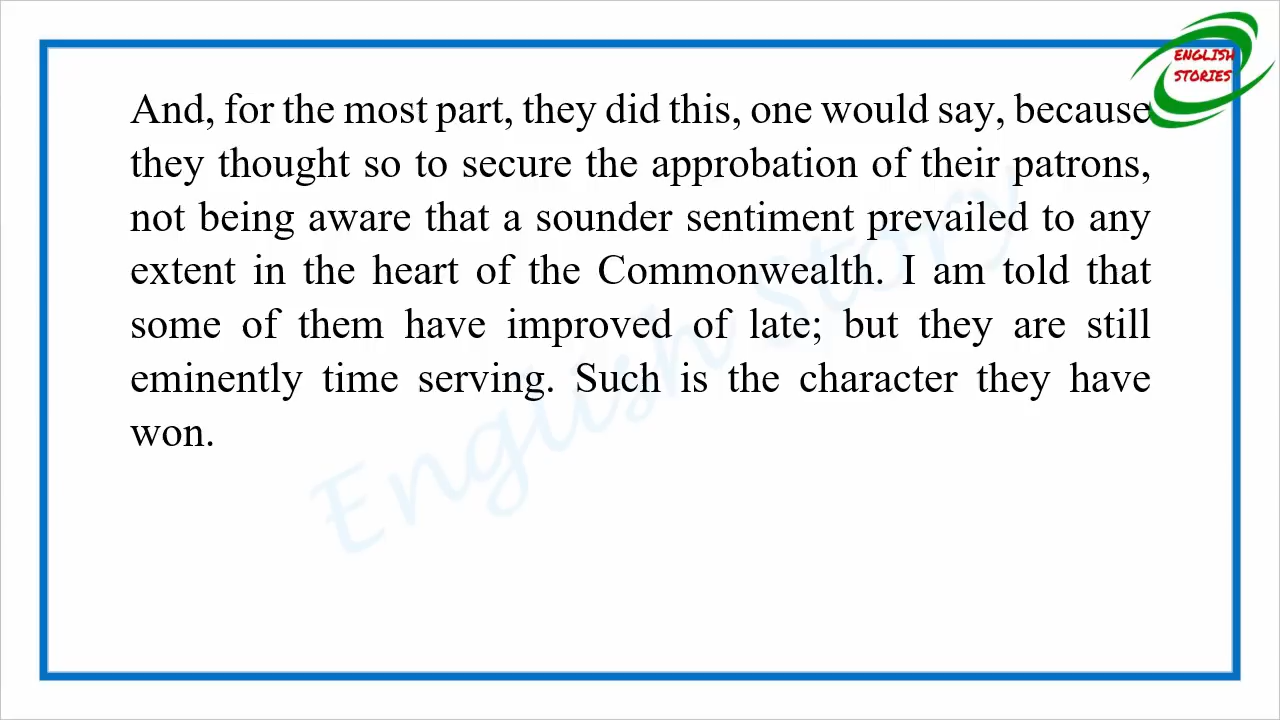 ENGLISH
STORIES
And, for the most part, they did this, one would say, because
they thought so to secure the approbation of their patrons,
not being aware that a sounder sentiment prevailed to any
extent in the heart of the Commonwealth. I am told that
some of them have improved of late; but they are still
eminently time serving. Such is the character they have
won.
English Story